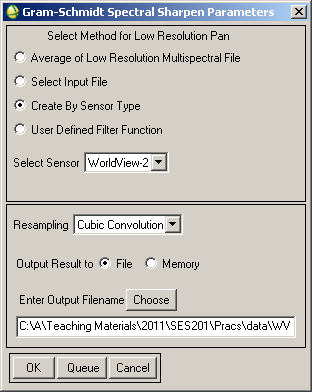 Gram-Schmidt Spectral Sharpen Parameters
Select Method for Low Resolution Pan
Average of Low Resolution Multispectral File
Select Input File
Create By Sensor Type
User Defined Filter Function
Select Sensor WorldView-2
Resampling Cubic Convolution
Output Result to File Memory
Enter Output Filename Choose
C:\A\Teaching Materials\2011\SES201\Pracs\data\WV
OK Queue Cancel